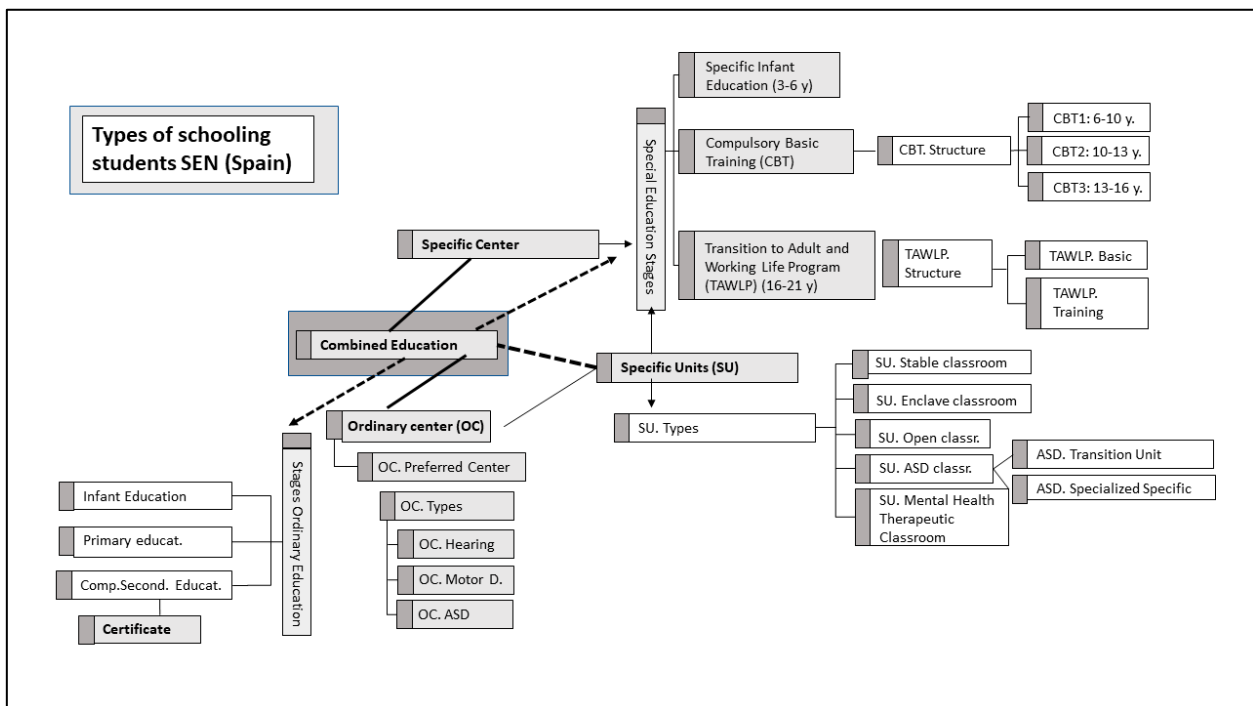 Types of schooling
students SEN (Spain)
Specific Infant
Education (3-6 y)
Special Education Stages
Compulsory Basic
Training (CBT)
CBT. Structure
CBT1: 6-10 y.
CBT2: 10-13 y.
CBT3: 13-16 y.
Specific Center
Transition to Adult and
Working Life Program
(TAWLP) (16-21 y)
TAWLP.
Structure
TAWLP. Basic
TAWLP.
Training
Combined Education
Specific Units (SU)
SU. Types
SU. Stable classroom
SU. Enclave classroom
SU. Open classr.
SU. ASD classr.
SU. Mental Health
Therapeutic
Classroom
ASD. Transition Unit
ASD. Specialized Specific
Ordinary center (OC)
OC. Preferred Center
OC. Types
OC. Hearing
OC. Motor D.
OC. ASD
Stages Ordinary Education
Infant Education
Primary educat.
Comp.Second. Educat.
Certificate